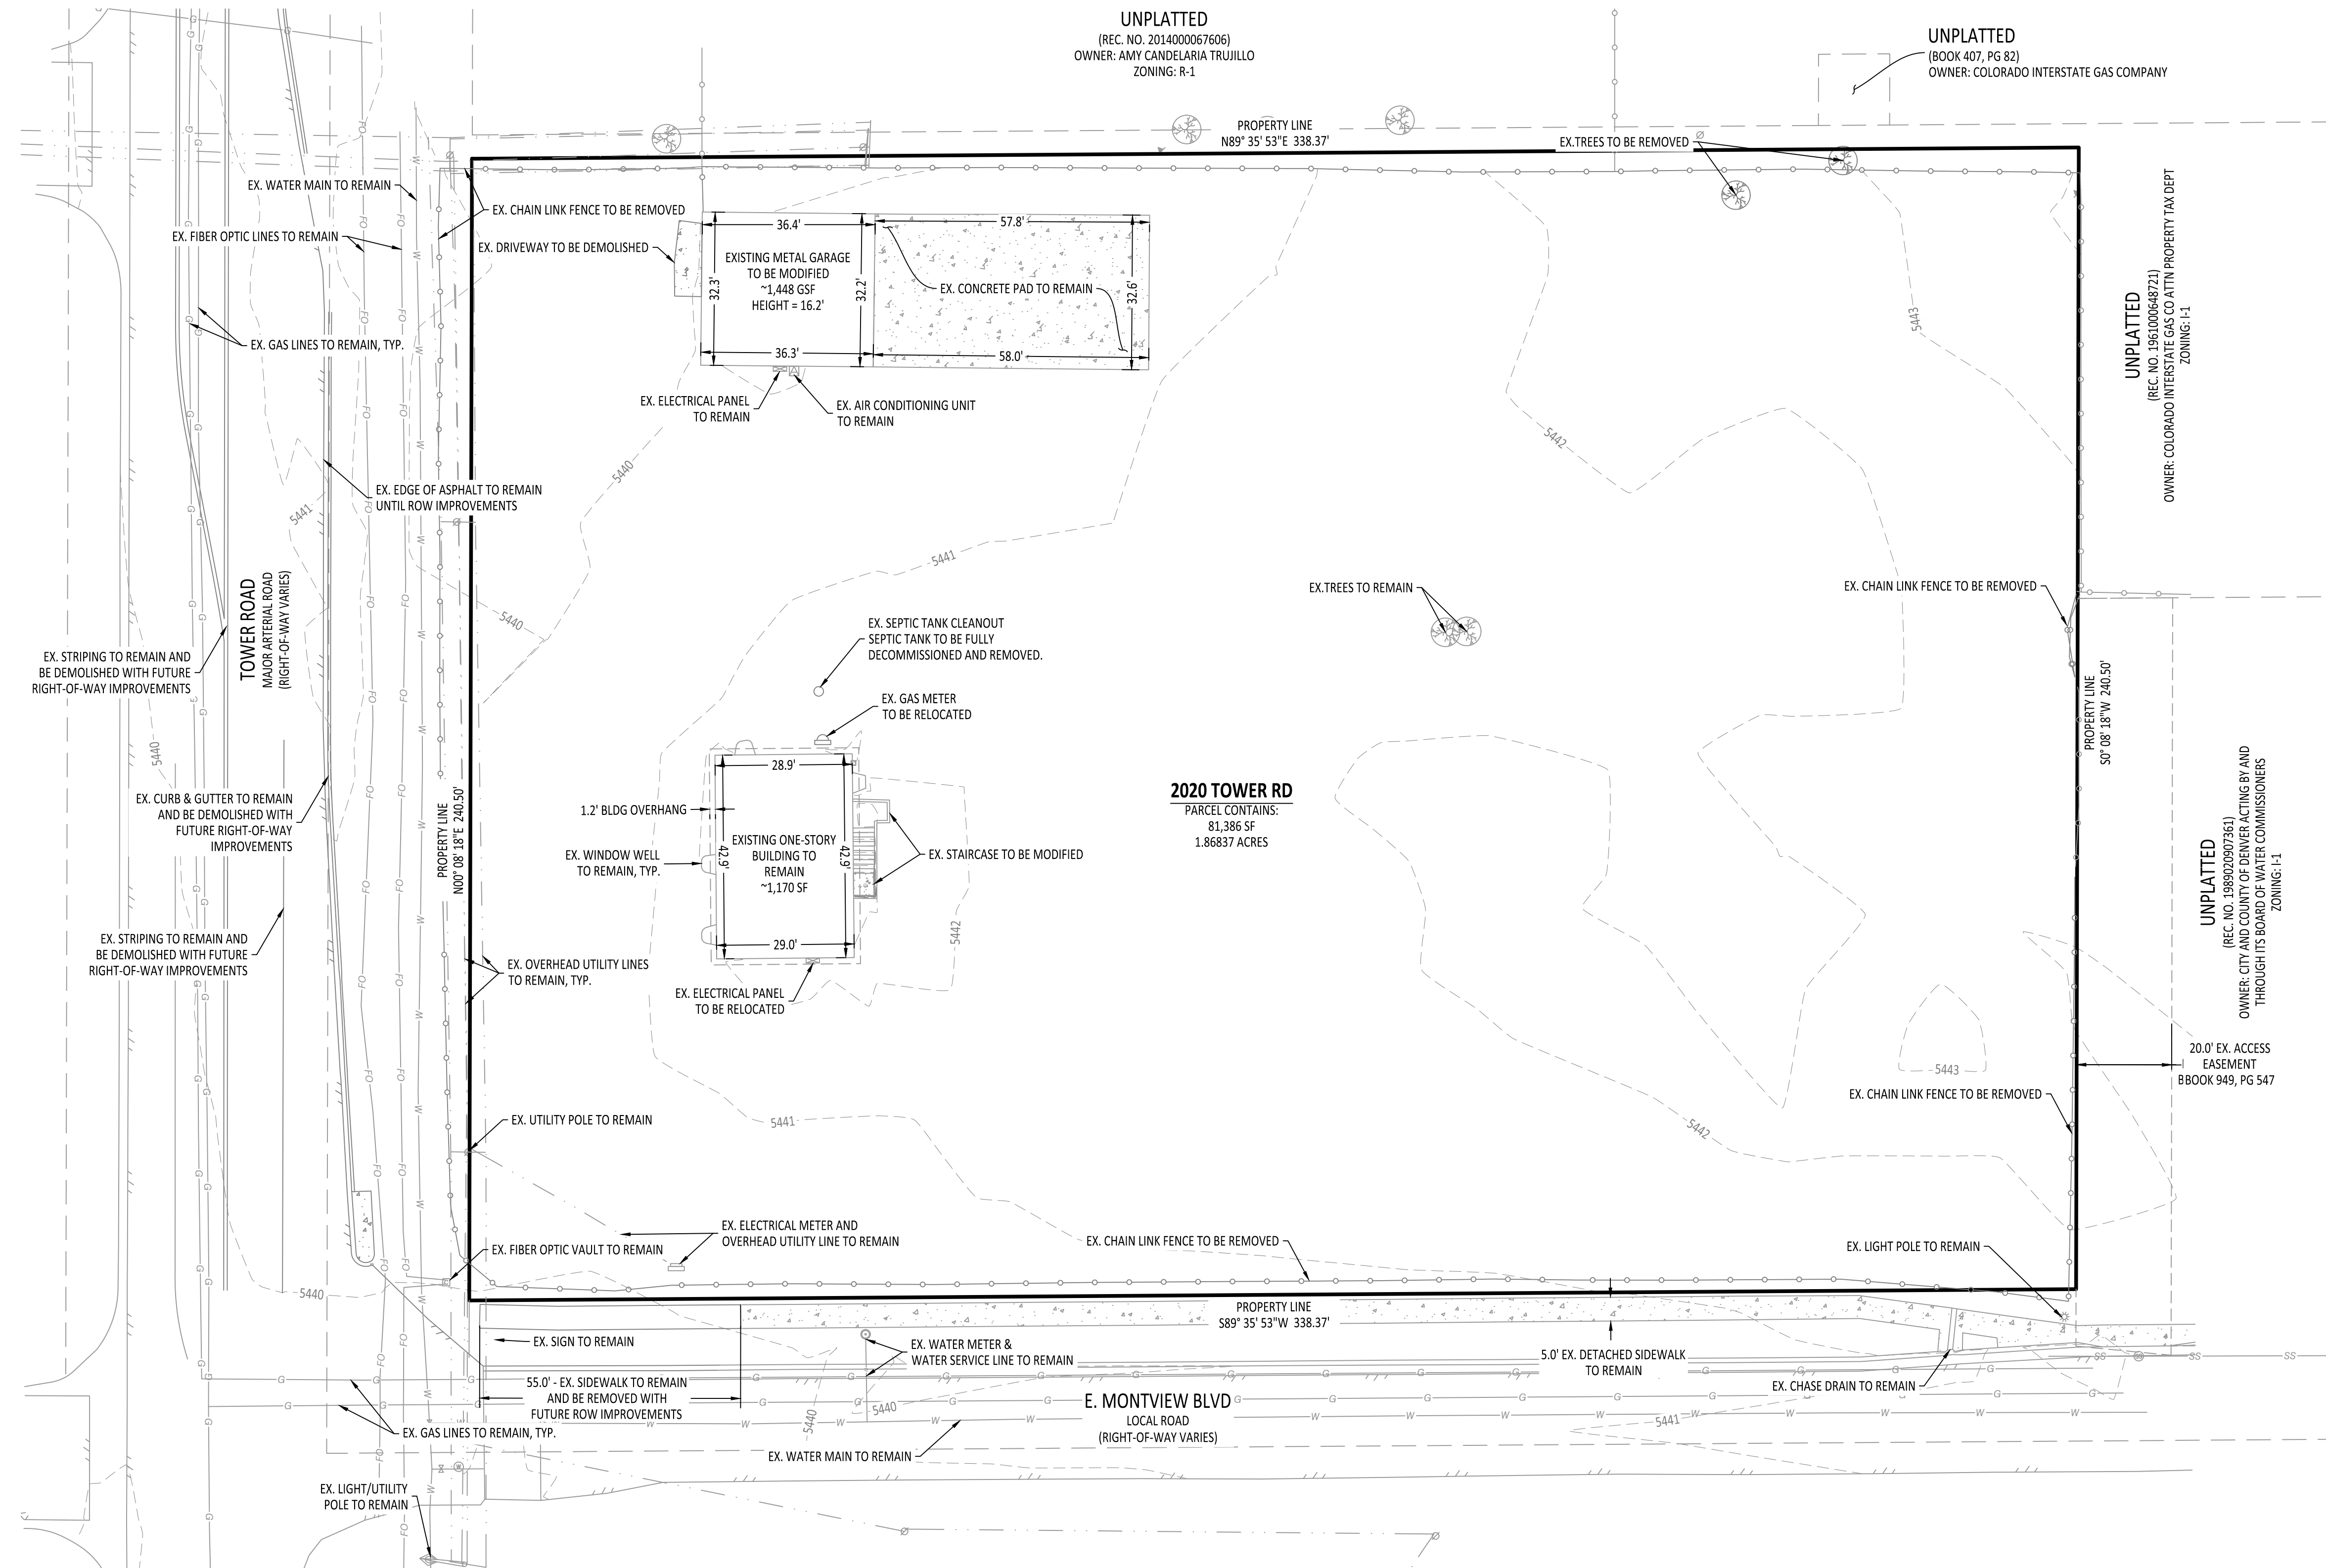 UNPLATTED
(REC. NO. 2014000067606)
OWNER: AMY CANDELARIA TRUJILLO
ZONING: R-1
UNPLATTED
(BOOK 407, PG 82)
OWNER: COLORADO INTERSTATE GAS COMPANY
PROPERTY LINE
N89° 35' 53"E 338.37'
EX.TREES TO BE REMOVED
EX. WATER MAIN TO REMAIN
EX. CHAIN LINK FENCE TO BE REMOVED
EX. FIBER OPTIC LINES TO REMAIN
EX. DRIVEWAY TO BE DEMOLISHED
36.4'
57.8'
EXISTING METAL GARAGE
TO BE MODIFIED
~1,448 GSF
HEIGHT = 16.2'
32.3'
32.2'
32.6'
EX. CONCRETE PAD TO REMAIN
36.3'
58.0'
EX. GAS LINES TO REMAIN, TYP.
EX. ELECTRICAL PANEL
TO REMAIN
EX. AIR CONDITIONING UNIT
TO REMAIN
UNPLATTED
(REC. NO. 1961000648721)
OWNER: COLORADO INTERSTATE GAS CO ATTN PROPERTY TAX DEPT
ZONING: I-1
5443
5442
5440
5441
EX. EDGE OF ASPHALT TO REMAIN
UNTIL ROW IMPROVEMENTS
5441
5440
TOWER ROAD
MAJOR ARTERIAL ROAD
(RIGHT-OF-WAY VARIES)
EX. STRIPING TO REMAIN AND
BE DEMOLISHED WITH FUTURE
RIGHT-OF-WAY IMPROVEMENTS
5440
EX.TREES TO REMAIN
EX. CHAIN LINK FENCE TO BE REMOVED
EX. SEPTIC TANK CLEANOUT
SEPTIC TANK TO BE FULLY
DECOMMISSIONED AND REMOVED.
EX. GAS METER
TO BE RELOCATED
PROPERTY LINE
S0° 08' 18"W 240.50'
EX. CURB & GUTTER TO REMAIN
AND BE DEMOLISHED WITH
FUTURE RIGHT-OF-WAY
IMPROVEMENTS
PROPERTY LINE
N00° 08' 18"E 240.50'
28.9'
1.2' BLDG OVERHANG
EXISTING ONE-STORY
BUILDING TO
REMAIN
~1,170 SF
42.9'
42.9'
29.0'
EX. WINDOW WELL
TO REMAIN, TYP.
EX. STAIRCASE TO BE MODIFIED
2020 TOWER RD
PARCEL CONTAINS:
81,386 SF
1.86837 ACRES
UNPLATTED
(REC. NO. 1989020907361)
OWNER: CITY AND COUNTY OF DENVER ACTING BY AND
THROUGH ITS BOARD OF WATER COMMISSIONERS
ZONING: I-1
EX. STRIPING TO REMAIN AND
BE DEMOLISHED WITH FUTURE
RIGHT-OF-WAY IMPROVEMENTS
5442
EX. OVERHEAD UTILITY LINES
TO REMAIN, TYP.
EX. ELECTRICAL PANEL
TO BE RELOCATED
20.0' EX. ACCESS
EASEMENT
BBOOK 949, PG 547
5443
EX. CHAIN LINK FENCE TO BE REMOVED
EX. UTILITY POLE TO REMAIN
5441
5442
EX. ELECTRICAL METER AND
OVERHEAD UTILITY LINE TO REMAIN
EX. FIBER OPTIC VAULT TO REMAIN
EX. CHAIN LINK FENCE TO BE REMOVED
EX. LIGHT POLE TO REMAIN
5440
PROPERTY LINE
S89° 35' 53"W 338.37'
EX. SIGN TO REMAIN
EX. WATER METER &
WATER SERVICE LINE TO REMAIN
5.0' EX. DETACHED SIDEWALK
TO REMAIN
EX. CHASE DRAIN TO REMAIN
55.0' - EX. SIDEWALK TO REMAIN
AND BE REMOVED WITH
FUTURE ROW IMPROVEMENTS
5440
5440
E. MONTVIEW BLVD
LOCAL ROAD
(RIGHT-OF-WAY VARIES)
5441
EX. GAS LINES TO REMAIN, TYP.
EX. WATER MAIN TO REMAIN
EX. LIGHT/UTILITY
POLE TO REMAIN